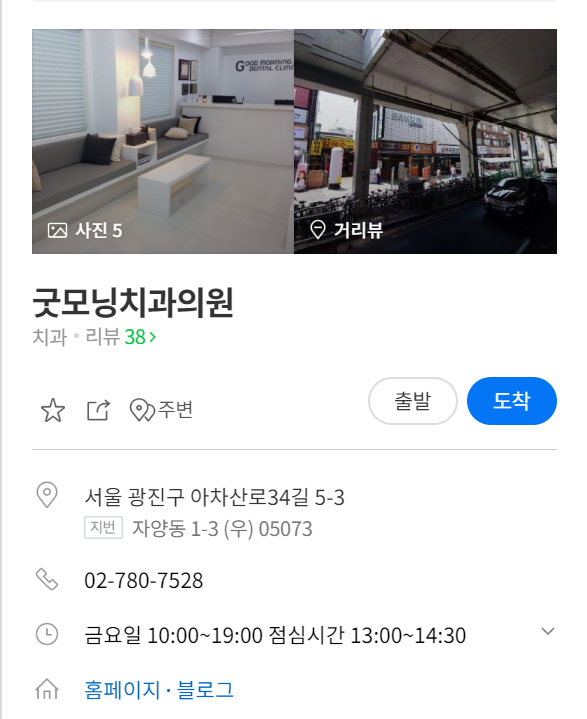 GOOD MORNING
DENTAL CLINIC
사진 5
거리뷰
굿모닝치과의원
치과 • 리뷰 38 >
주변
출발
도착
서울 광진구 아차산로34길 5-3
지번 자양동 1-3 (우) 05073
02-780-7528
금요일 10:00~19:00 점심시간 13:00~14:30
홈페이지 · 블로그